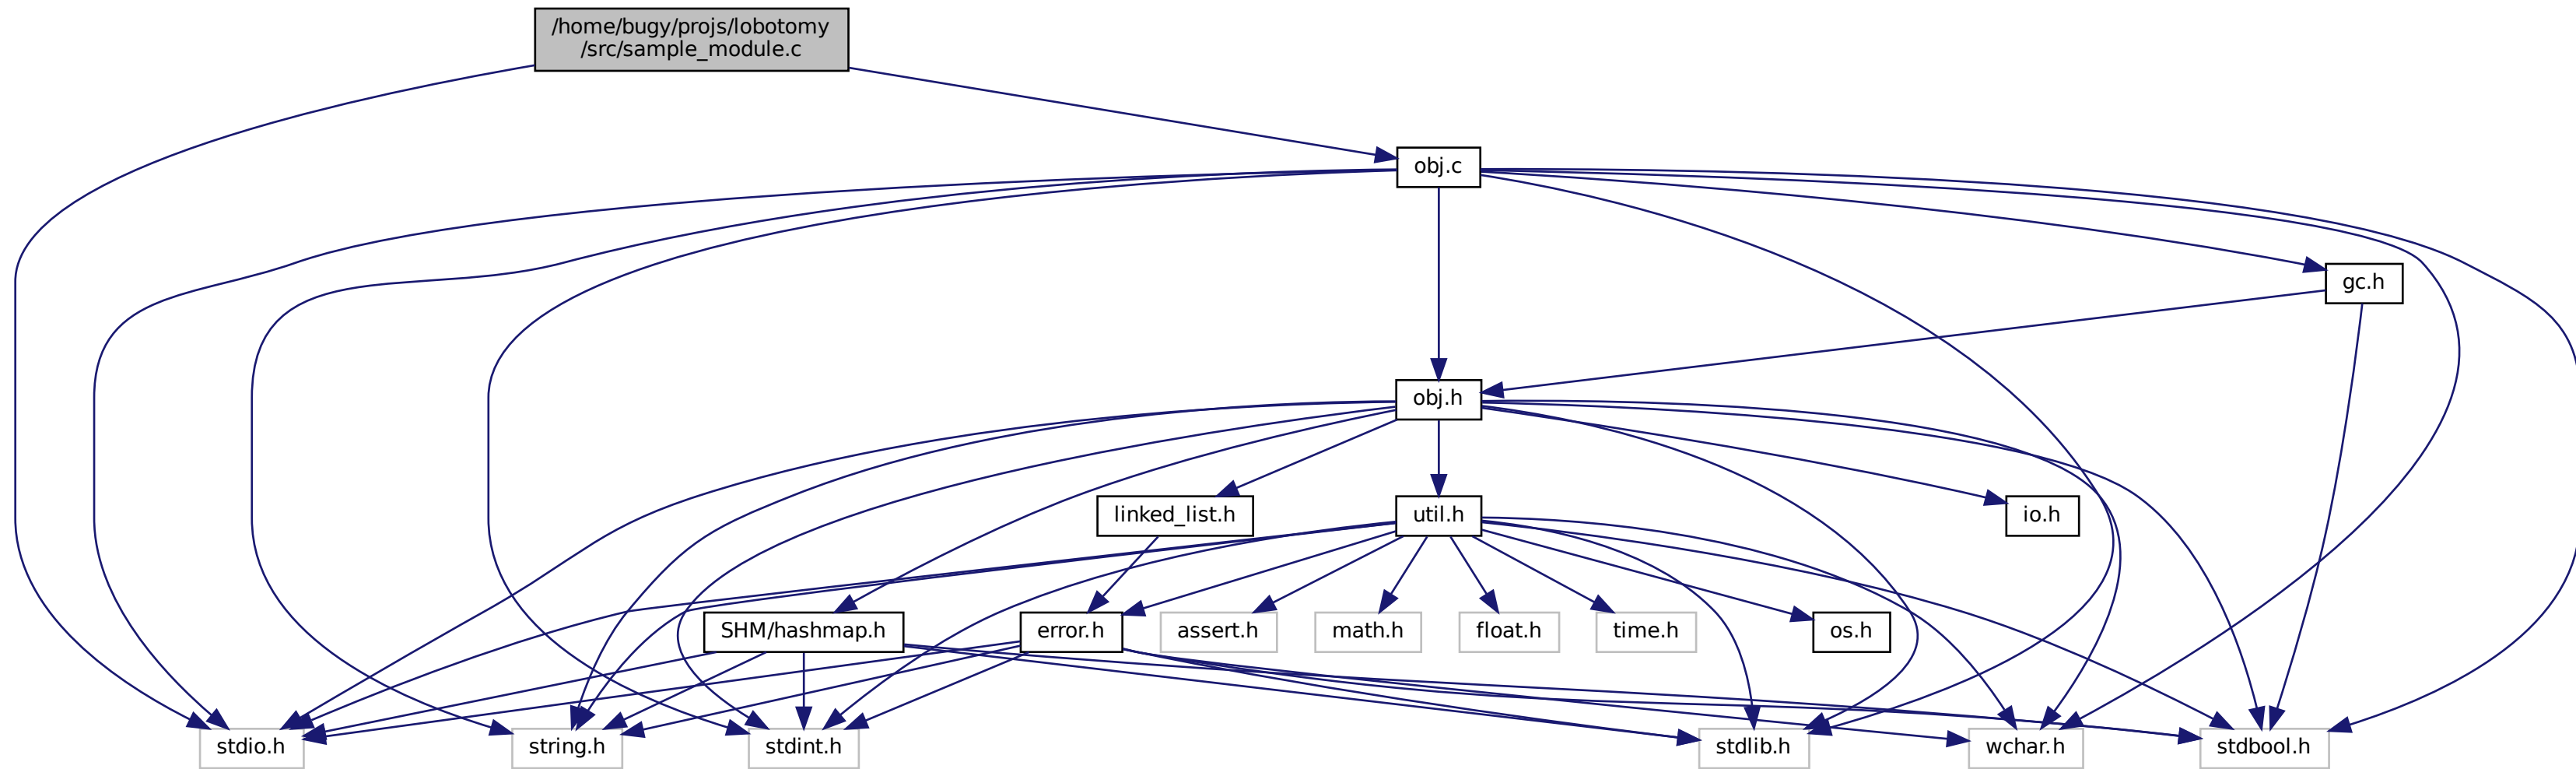 /home/bugy/projs/lobotomy
/src/sample_module.c
obj.c
gc.h
obj.h
linked_list.h
util.h
io.h
SHM/hashmap.h
error.h
assert.h
math.h
float.h
time.h
os.h
stdio.h
string.h
stdint.h
stdlib.h
wchar.h
stdbool.h